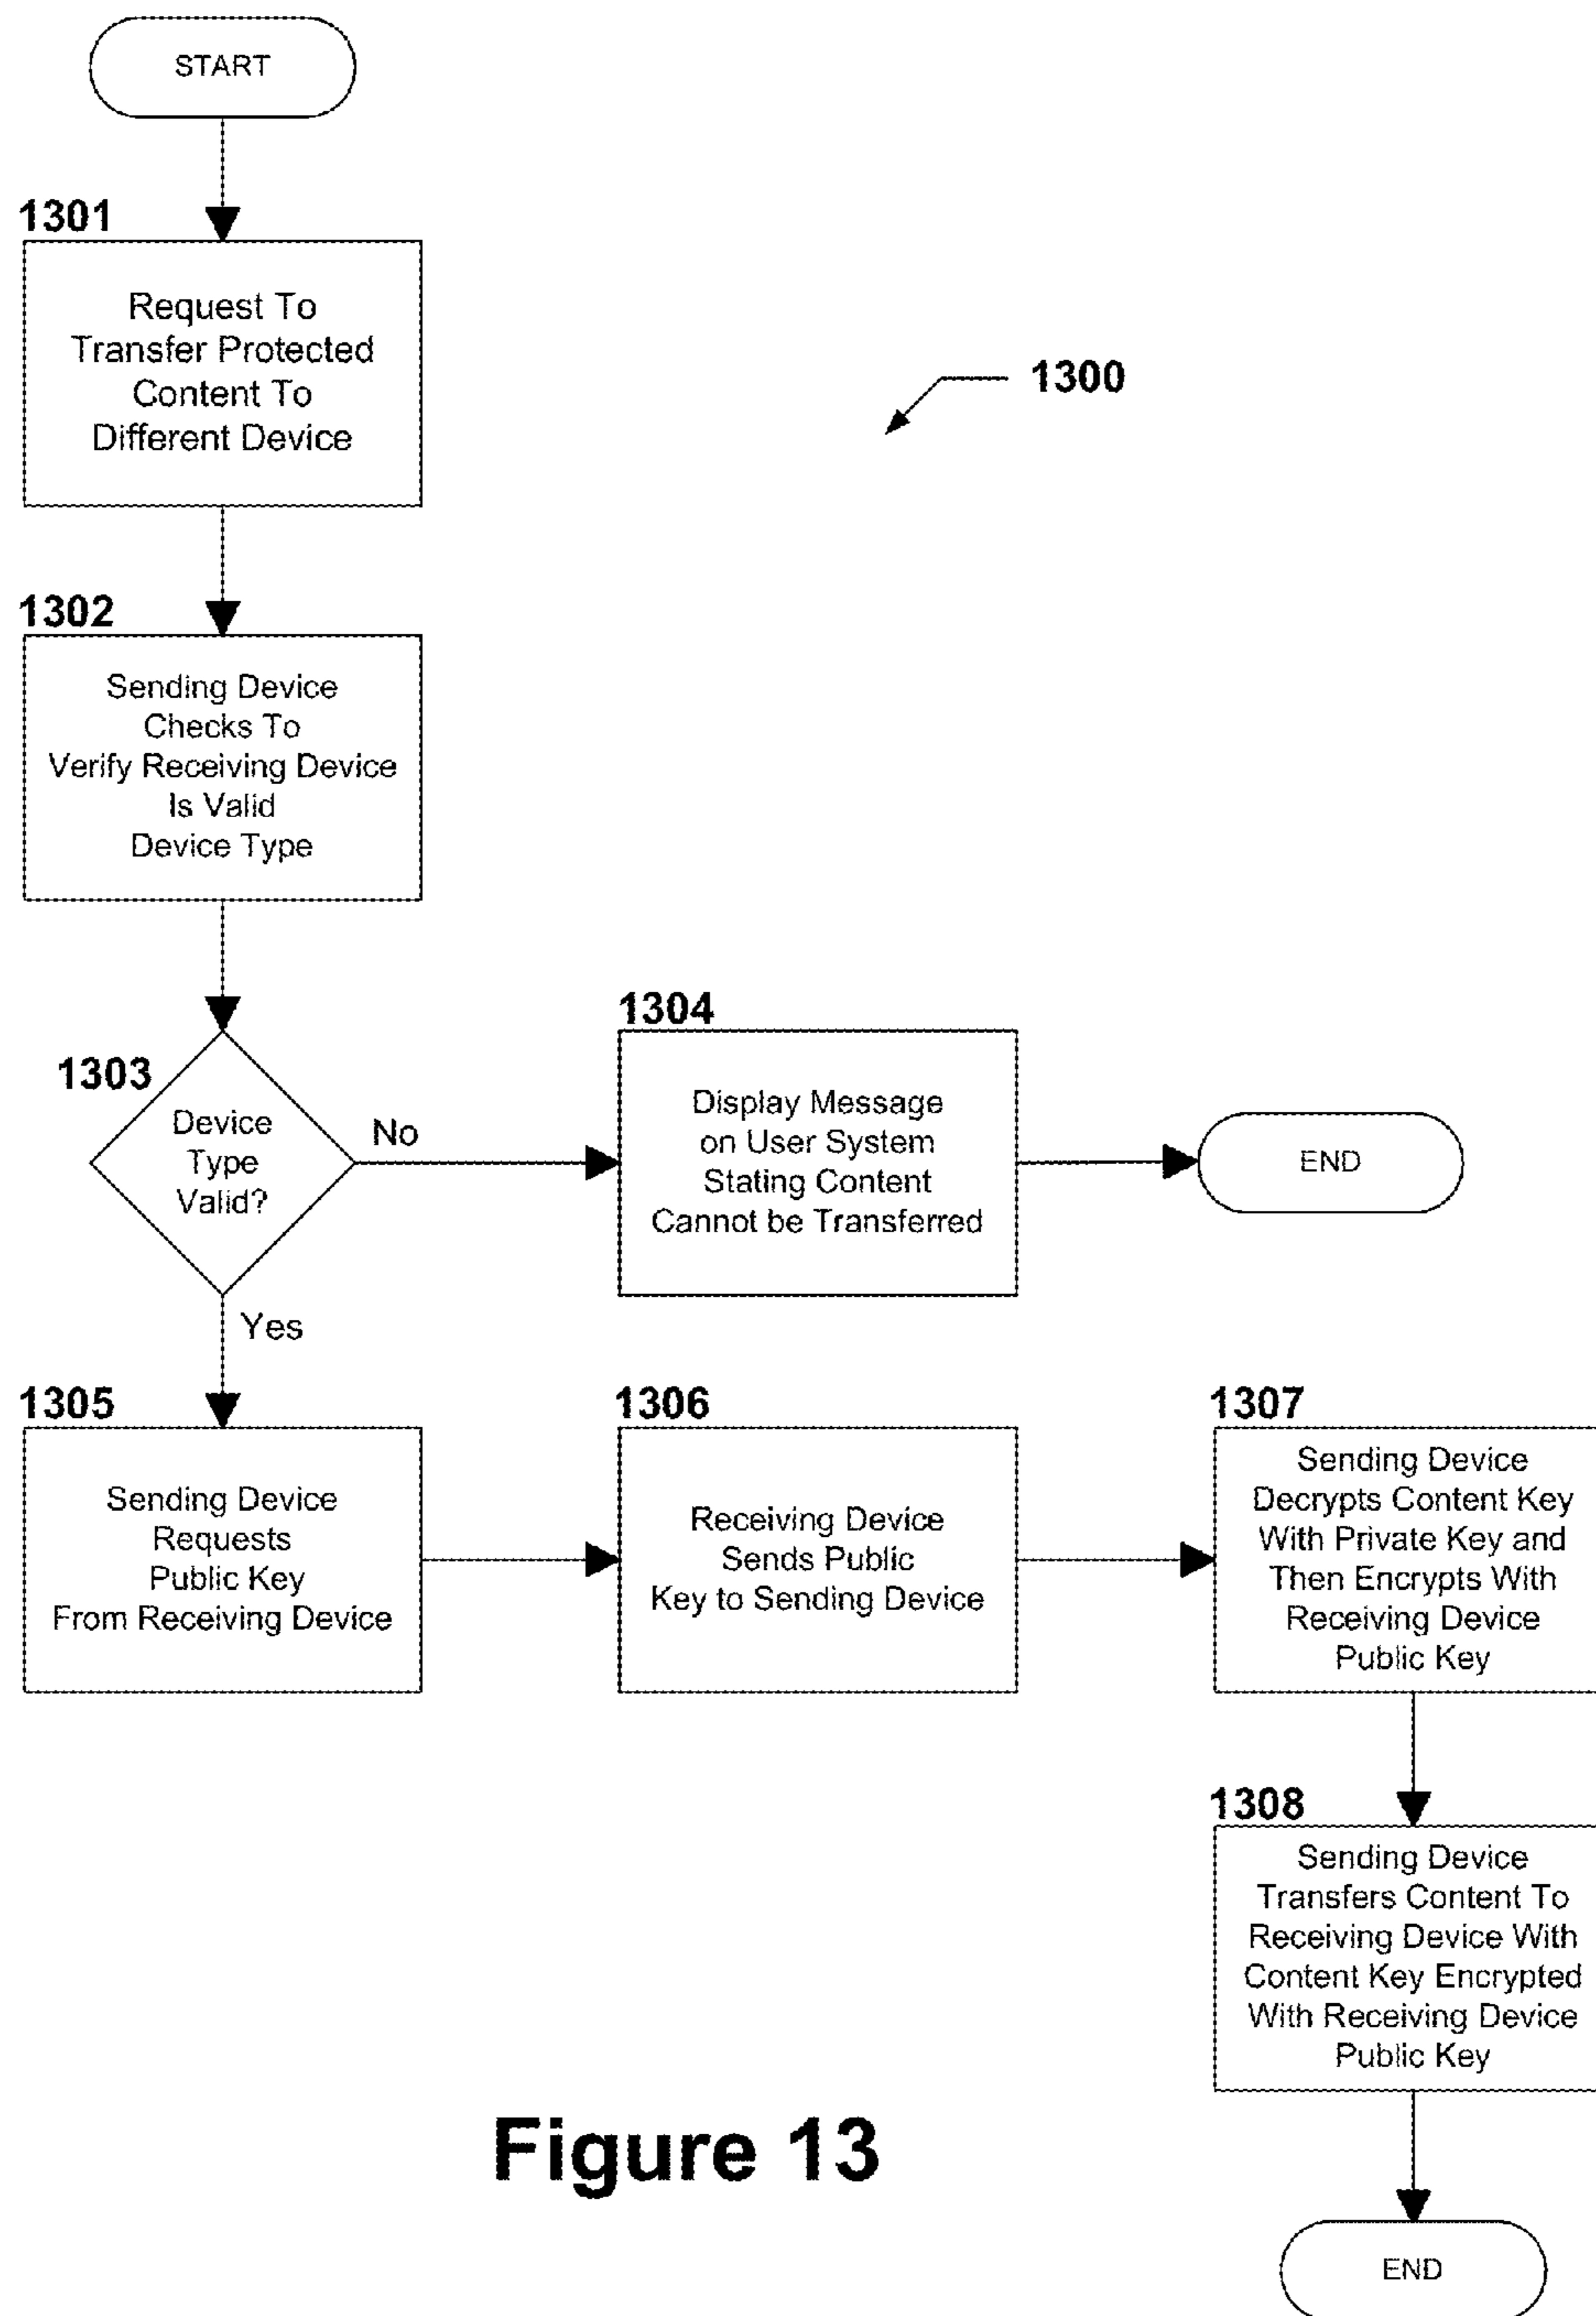 START
1301
Request To
Transfer Protected
Content To
Different Device
1300
1302
Sending Device
Checks To
Verify Receiving Device
Is Valid
Device Type
1303
Device
Type
Valid?
No
1304
Display Message
on User System
Stating Content
Cannot be Transferred
END
Yes
1305
Sending Device
Requests
Public Key
From Receiving Device
1306
Receiving Device
Sends Public
Key to Sending Device
1307
Sending Device
Decrypts Content Key
With Private Key and
Then Encrypts With
Receiving Device
Public Key
1308
Sending Device
Transfers Content To
Receiving Device With
Content Key Encrypted
With Receiving Device
Public Key
END
Figure 13